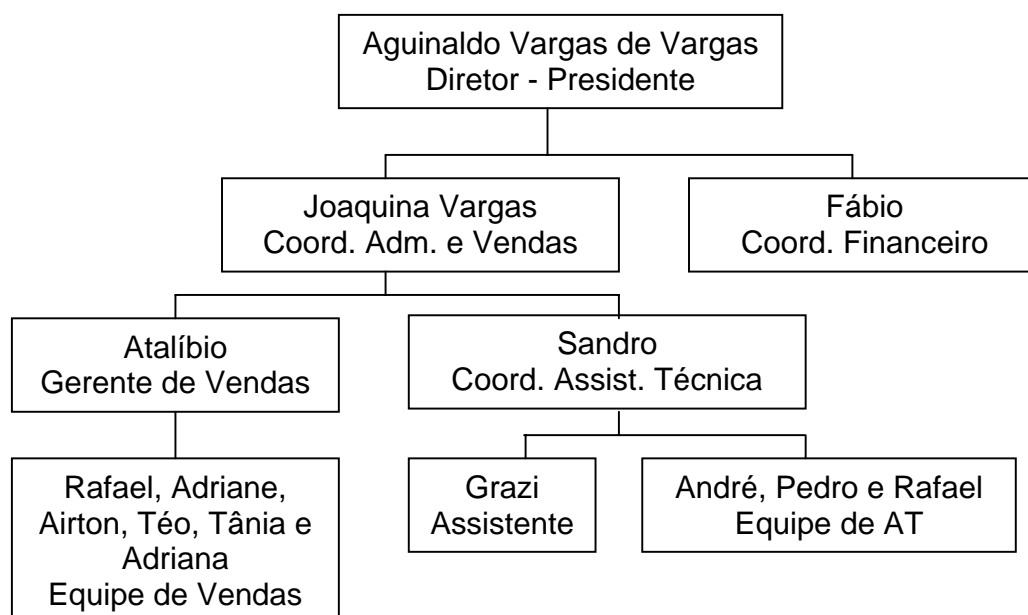 Aguinaldo Vargas de Vargas
Diretor - Presidente
Joaquina Vargas
Coord. Adm. e Vendas
Fábio
Coord. Financeiro
Atalíbio
Gerente de Vendas
Sandro
Coord. Assist. Técnica
Rafael, Adriane,
Airton, Téo, Tânia e
Adriana
Equipe de Vendas
Grazi
Assistente
André, Pedro e Rafael
Equipe de AT